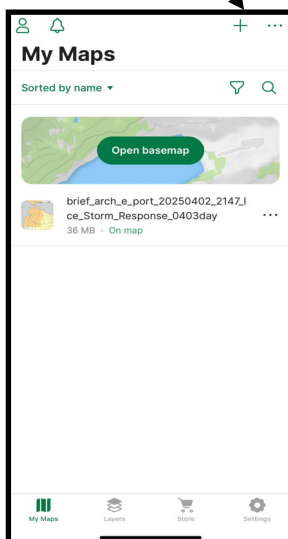 My Maps
Sorted by name
Open basemap
brief_arch_e_port_20250402_2147_I
ce_Storm_Response_0403day
36 MB · On map
My Maps Layers Store Settings